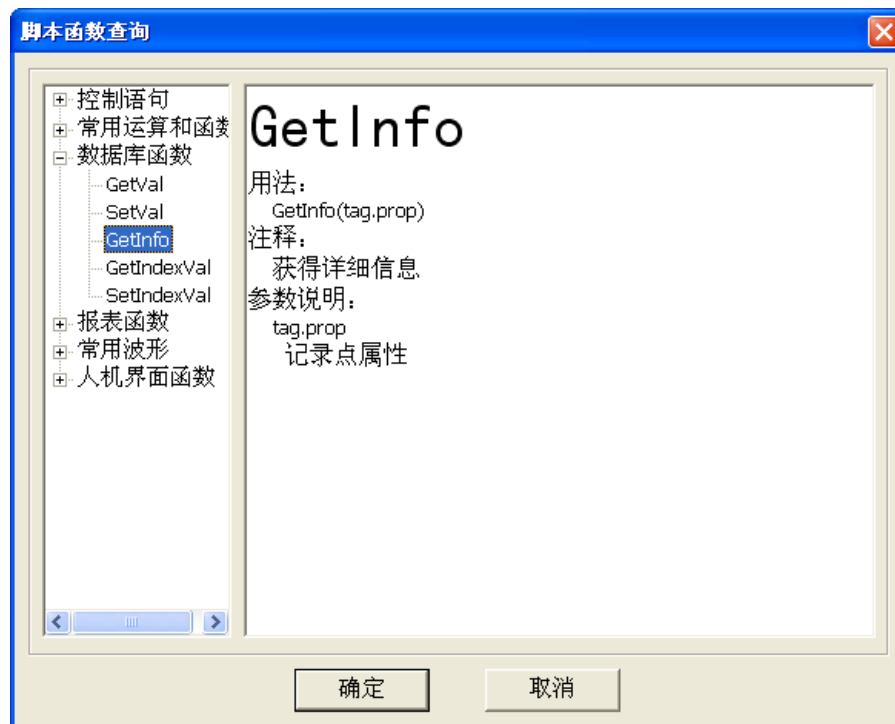 脚本函数查询
控制语句
常用运算和函数
数据库函数
GetVal
SetVal
GetInfo
GetIndexVal
SetIndexVal
报表函数
常用波形
人机界面函数
GetInfo
用法：
GetInfo(tag.prop)
注释：
获得详细信息
参数说明：
tag.prop
记录点属性
确定
取消